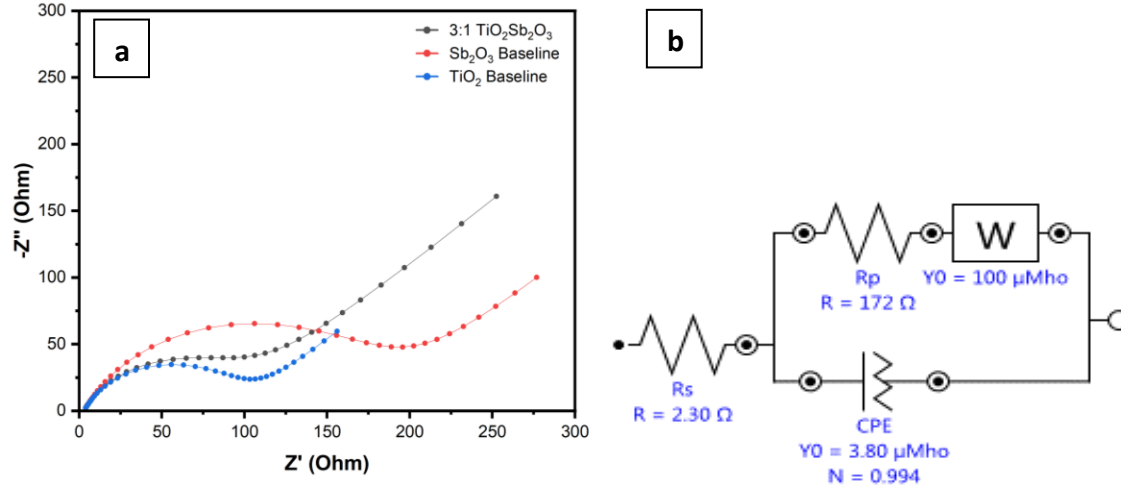 a
3:1 TiO₂Sb₂O₃
Sb₂O₃ Baseline
TiO₂ Baseline
300
250
200
150
100
50
0
-Z'' (Ohm)
0 50 100 150 200 250 300
Z' (Ohm)
b
W
Rp
R = 172 Ω
Y0 = 100 µMho
Rs
R = 2.30 Ω
CPE
Y0 = 3.80 µMho
N = 0.994